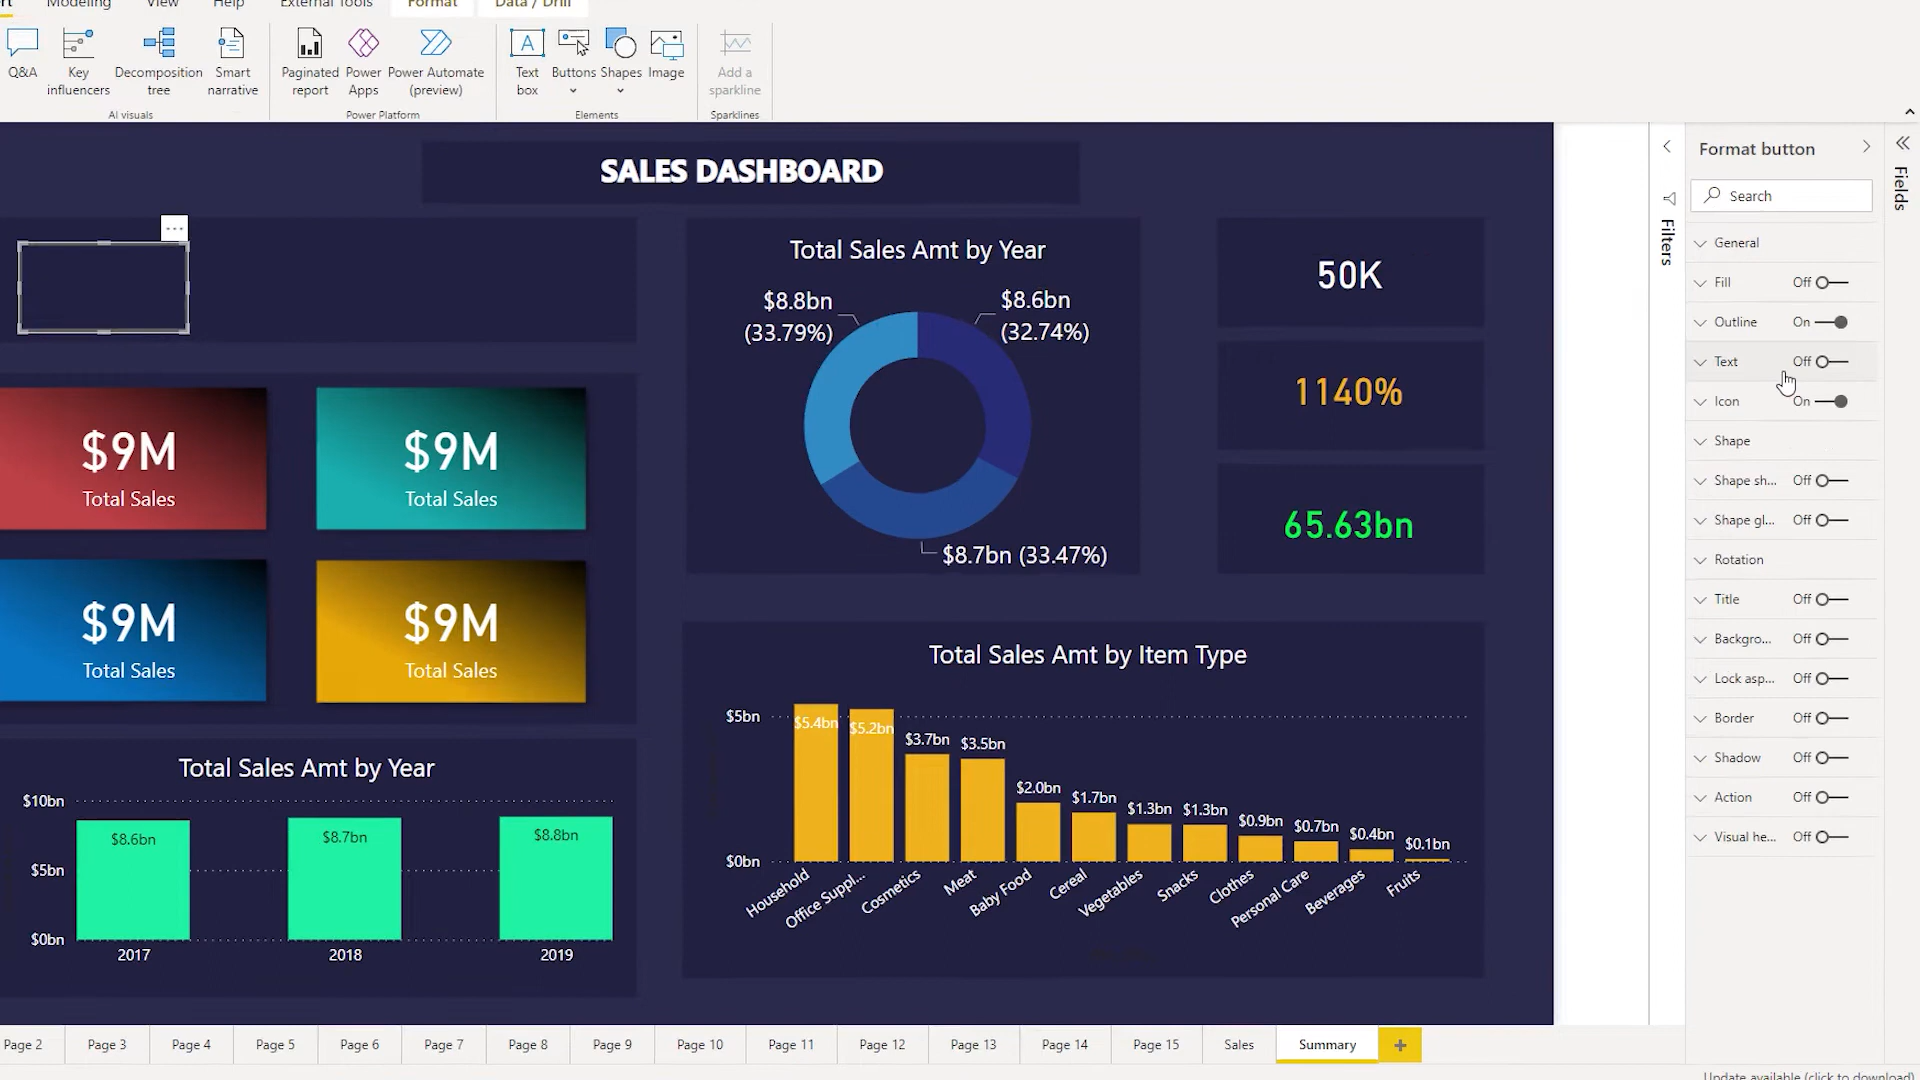 Modeling
View
Help
External Tools
Format
Data / Drill
Q&A
Key
influencers
Decomposition
tree
Smart
narrative
Paginated
report
Power
Apps
Power Automate
(preview)
Text
box
Buttons
Shapes
Image
Add a
sparkline
AI visuals
Power Platform
Elements
Sparklines
SALES DASHBOARD
...
Total Sales Amt by Year
$8.8bn
(33.79%)
$8.6bn
(32.74%)
$8.7bn (33.47%)
50K
1140%
65.63bn
$9M
Total Sales
$9M
Total Sales
$9M
Total Sales
$9M
Total Sales
Total Sales Amt by Year
$10bn
$5bn
$0bn
$8.6bn
$8.7bn
$8.8bn
2017
2018
2019
Total Sales Amt by Item Type
$5bn
$0bn
$5.4bn
$5.2bn
$3.7bn
$3.5bn
$2.0bn
$1.7bn
$1.3bn
$1.3bn
$0.9bn
$0.7bn
$0.4bn
$0.1bn
Household
Office Suppl...
Cosmetics
Meat
Baby Food
Cereal
Vegetables
Snacks
Clothes
Personal Care
Beverages
Fruits
Filters
Format button
Search
General
Fill Off
Outline On
Text Off
Icon On
Shape
Shape sh... Off
Shape gl... Off
Rotation
Title Off
Backgro... Off
Lock asp... Off
Border Off
Shadow Off
Action Off
Visual he... Off
Fields
Page 2
Page 3
Page 4
Page 5
Page 6
Page 7
Page 8
Page 9
Page 10
Page 11
Page 12
Page 13
Page 14
Page 15
Sales
Summary
+
Update available (click to download)